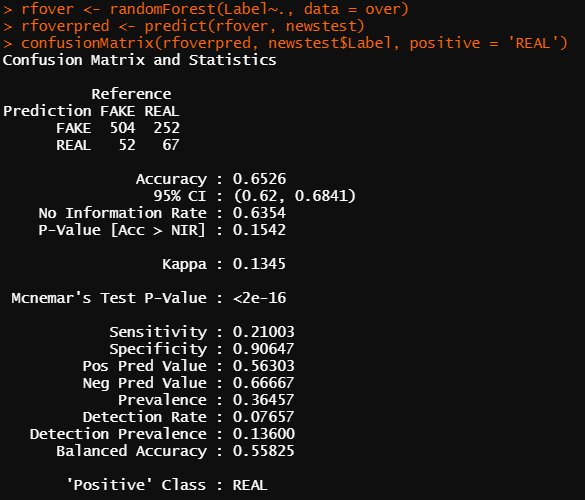 > rfover <- randomForest(Label~., data = over)
> rfoverpred <- predict(rfover, newstest)
> confusionMatrix(rfoverpred, newstest$Label, positive = 'REAL')
Confusion Matrix and Statistics
Reference
Prediction FAKE REAL
FAKE 504 252
REAL 52 67
Accuracy : 0.6526
95% CI : (0.62, 0.6841)
No Information Rate : 0.6354
P-Value [Acc > NIR] : 0.1542
Kappa : 0.1345
Mcnemar's Test P-Value : <2e-16
Sensitivity : 0.21003
Specificity : 0.90647
Pos Pred Value : 0.56303
Neg Pred Value : 0.66667
Prevalence : 0.36457
Detection Rate : 0.07657
Detection Prevalence : 0.13600
Balanced Accuracy : 0.55825
'Positive' Class : REAL